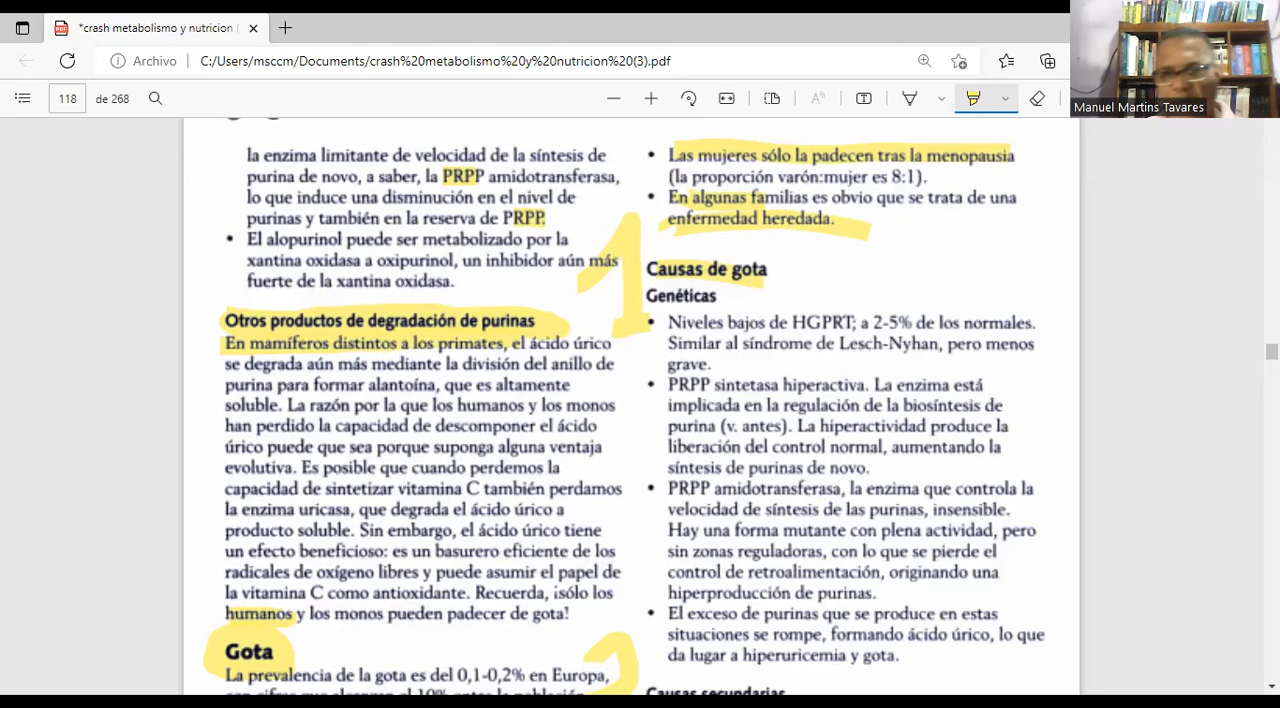 *crash metabolismo y nutricion (
Archivo
C:/Users/msccm/Documents/crash%20metabolismo%20y%20nutricion%20(3).pdf
118
de 268
Manuel Martins Tavares
la enzima limitante de velocidad de la síntesis de
purina de novo, a saber, la PRPP amidotransferasa,
lo que induce una disminución en el nivel de
purinas y también en la reserva de PRPP.
• El alopurinol puede ser metabolizado por la
xantina oxidasa a oxipurinol, un inhibidor aún más
fuerte de la xantina oxidasa.
Otros productos de degradación de purinas
En mamíferos distintos a los primates, el ácido úrico
se degrada aún más mediante la división del anillo de
purina para formar alantoína, que es altamente
soluble. La razón por la que los humanos y los monos
han perdido la capacidad de descomponer el ácido
úrico puede que sea porque suponga alguna ventaja
evolutiva. Es posible que cuando perdemos la
capacidad de sintetizar vitamina C también perdamos
la enzima uricasa, que degrada el ácido úrico a
producto soluble. Sin embargo, el ácido úrico tiene
un efecto beneficioso: es un basurero eficiente de los
radicales de oxígeno libres y puede asumir el papel de
la vitamina C como antioxidante. Recuerda, ¡sólo los
humanos y los monos pueden padecer de gota!
Gota
La prevalencia de la gota es del 0,1-0,2% en Europa,
1
• Las mujeres sólo la padecen tras la menopausia
(la proporción varón:mujer es 8:1).
• En algunas familias es obvio que se trata de una
enfermedad heredada.
Causas de gota
Genéticas
• Niveles bajos de HGPRT; a 2-5% de los normales.
Similar al síndrome de Lesch-Nyhan, pero menos
grave.
• PRPP sintetasa hiperactiva. La enzima está
implicada en la regulación de la biosíntesis de
purina (v. antes). La hiperactividad produce la
liberación del control normal, aumentando la
síntesis de purinas de novo.
• PRPP amidotransferasa, la enzima que controla la
velocidad de síntesis de las purinas, insensible.
Hay una forma mutante con plena actividad, pero
sin zonas reguladoras, con lo que se pierde el
control de retroalimentación, originando una
hiperproducción de purinas.
• El exceso de purinas que se produce en estas
situaciones se rompe, formando ácido úrico, lo que
da lugar a hiperuricemia y gota.
Causas secundarias